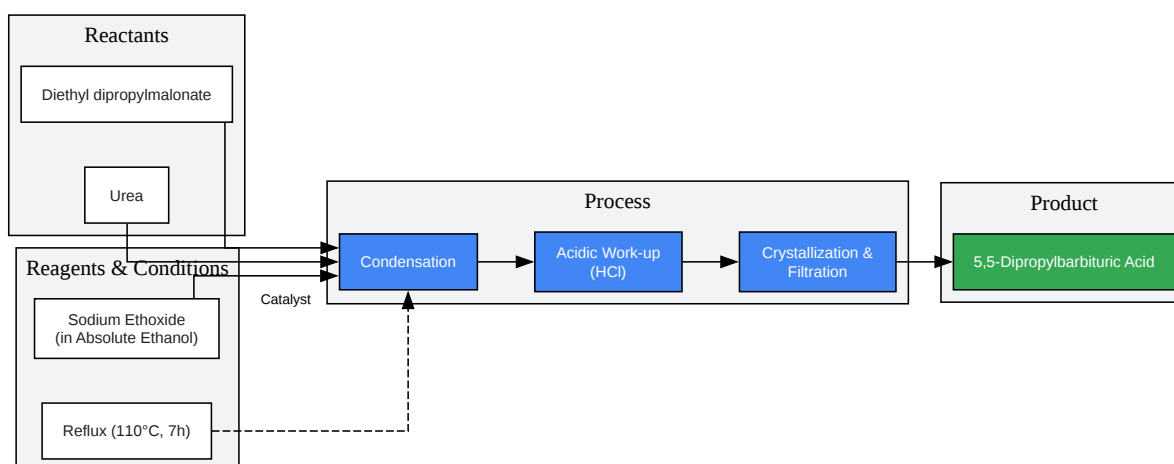 Reactants
Diethyl dipropylmalonate
Urea
Reagents & Conditions
Sodium Ethoxide
(in Absolute Ethanol)
Reflux (110°C, 7h)
Catalyst
Process
Condensation
Acidic Work-up
(HCl)
Crystallization &
Filtration
Product
5,5-Dipropylbarbituric Acid